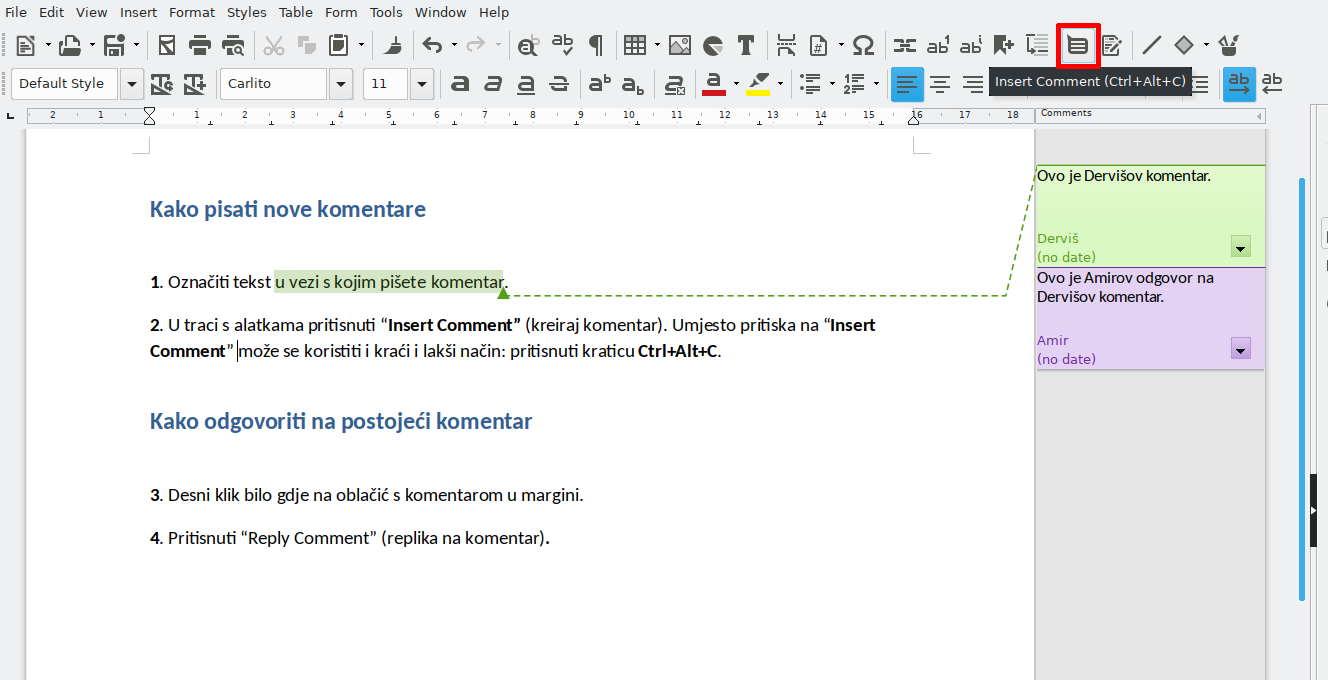 File Edit View Insert Format Styles Table Form Tools Window Help
Default Style Carlito 11
Insert Comment (Ctrl+Alt+C)
2 1 1 2 3 4 5 6 7 8 9 10 11 12 13 14 15 16 17 18 Comments
Kako pisati nove komentare
1. Označiti tekst u vezi s kojim pišete komentar.
2. U traci s alatkama pritisnuti “Insert Comment” (kreiraj komentar). Umjesto pritiska na “Insert
Comment” može se koristiti i kraći i lakši način: pritisnuti kraticu Ctrl+Alt+C.
Kako odgovoriti na postojeći komentar
3. Desni klik bilo gdje na oblačić s komentarom u margini.
4. Pritisnuti “Reply Comment” (replika na komentar).
Ovo je Dervišov komentar.
Derviš
(no date)
Ovo je Amirov odgovor na
Dervišov komentar.
Amir
(no date)